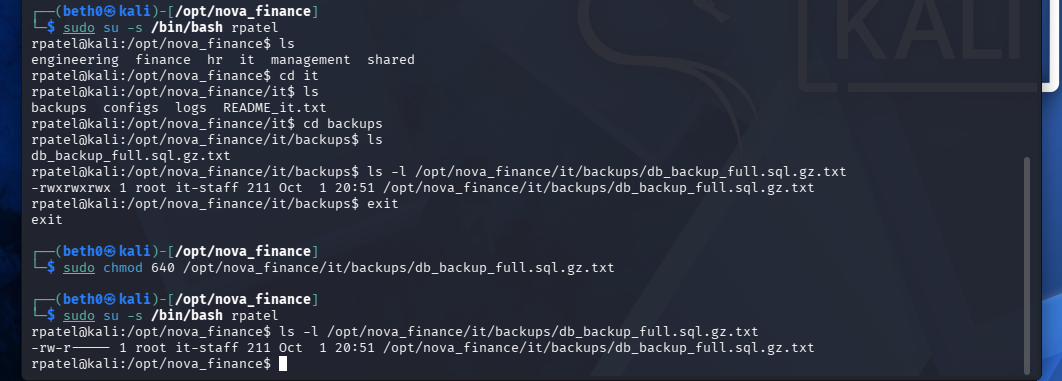 ┌──(beth0㉿kali)-[/opt/nova_finance]
└─$ sudo su -s /bin/bash rpatel
rpatel@kali:/opt/nova_finance$ ls
engineering  finance  hr  it  management  shared
rpatel@kali:/opt/nova_finance$ cd it
rpatel@kali:/opt/nova_finance/it$ ls
backups  configs  logs  README_it.txt
rpatel@kali:/opt/nova_finance/it$ cd backups
rpatel@kali:/opt/nova_finance/it/backups$ ls
db_backup_full.sql.gz.txt
rpatel@kali:/opt/nova_finance/it/backups$ ls -l /opt/nova_finance/it/backups/db_backup_full.sql.gz.txt
-rwxrwxrwx 1 root it-staff 211 Oct  1 20:51 /opt/nova_finance/it/backups/db_backup_full.sql.gz.txt
rpatel@kali:/opt/nova_finance/it/backups$ exit
exit
┌──(beth0㉿kali)-[/opt/nova_finance]
└─$ sudo chmod 640 /opt/nova_finance/it/backups/db_backup_full.sql.gz.txt
┌──(beth0㉿kali)-[/opt/nova_finance]
└─$ sudo su -s /bin/bash rpatel
rpatel@kali:/opt/nova_finance$ ls -l /opt/nova_finance/it/backups/db_backup_full.sql.gz.txt
-rw-r----- 1 root it-staff 211 Oct  1 20:51 /opt/nova_finance/it/backups/db_backup_full.sql.gz.txt
rpatel@kali:/opt/nova_finance$
KALI